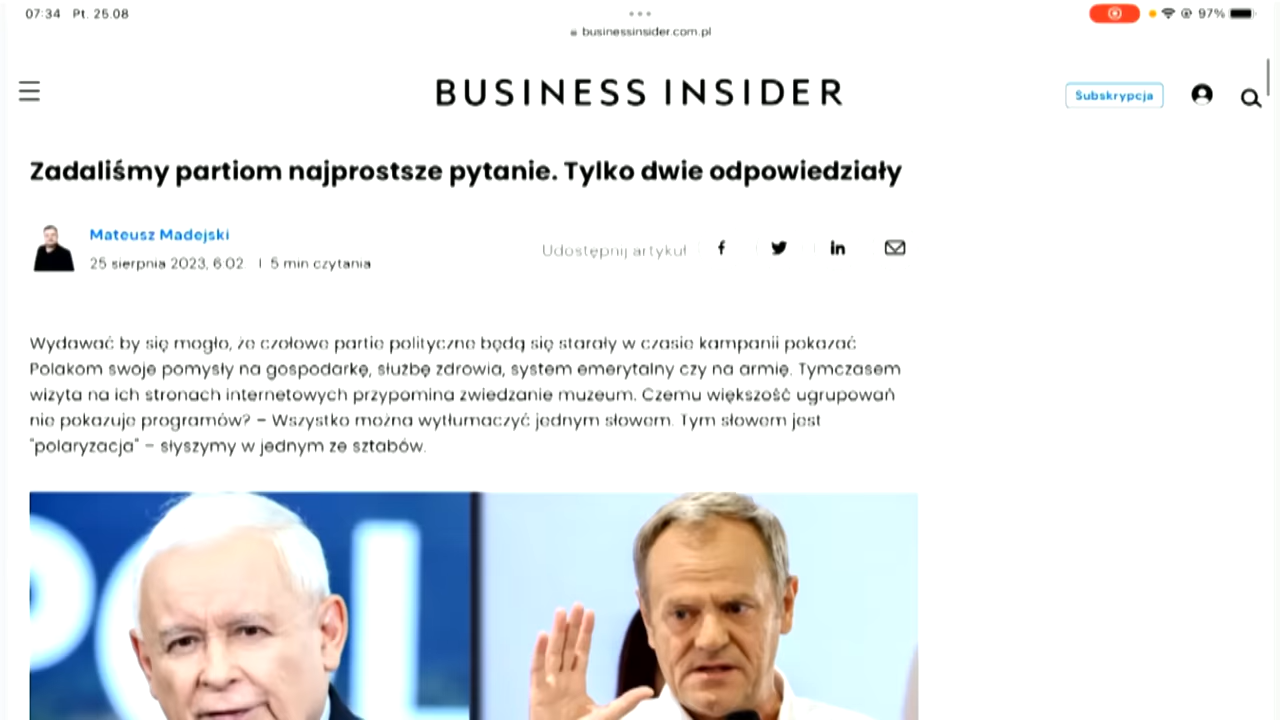 07:34 Pt. 25.08
97%
businessinsider.com.pl
BUSINESS INSIDER
Subskrypcja
Zadaliśmy partiom najprostsze pytanie. Tylko dwie odpowiedziały
Mateusz Madejski
25 sierpnia 2023, 6:02 | 5 min czytania
Udostępnij artykuł
Wydawać by się mogło, że czołowe partie polityczne będą się starały w czasie kampanii pokazać
Polakom swoje pomysły na gospodarkę, służbę zdrowia, system emerytalny czy na armię. Tymczasem
wizyta na ich stronach internetowych przypomina zwiedzanie muzeum. Czemu większość ugrupowań
nie pokazuje programów? – Wszystko można wytłumaczyć jednym słowem. Tym słowem jest
"polaryzacja" – słyszymy w jednym ze sztabów.
POL